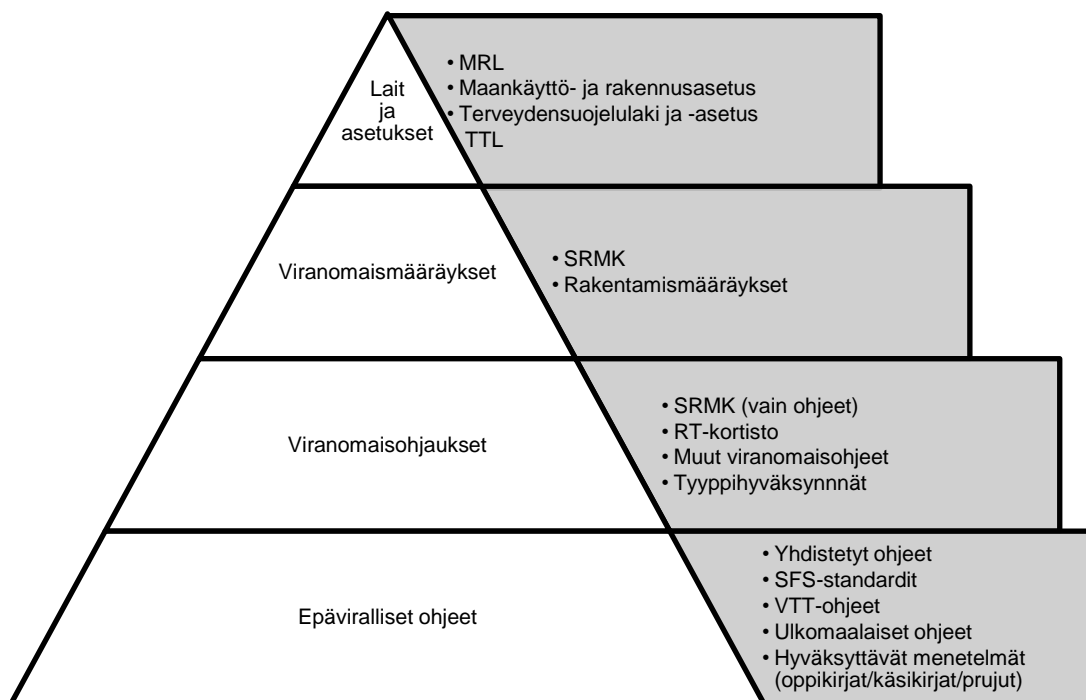 Lait
ja
asetukset
• MRL
• Maankäyttö- ja rakennusasetus
• Terveydensuojelulaki ja -asetus
TTL
Viranomaismääräykset
• SRMK
• Rakentamismääräykset
Viranomaisohjaukset
• SRMK (vain ohjeet)
• RT-kortisto
• Muut viranomaisohjeet
• Tyyppihyväksynnnät
Epäviralliset ohjeet
• Yhdistetyt ohjeet
• SFS-standardit
• VTT-ohjeet
• Ulkomaalaiset ohjeet
• Hyväksyttävät menetelmät
(oppikirjat/käsikirjat/prujut)